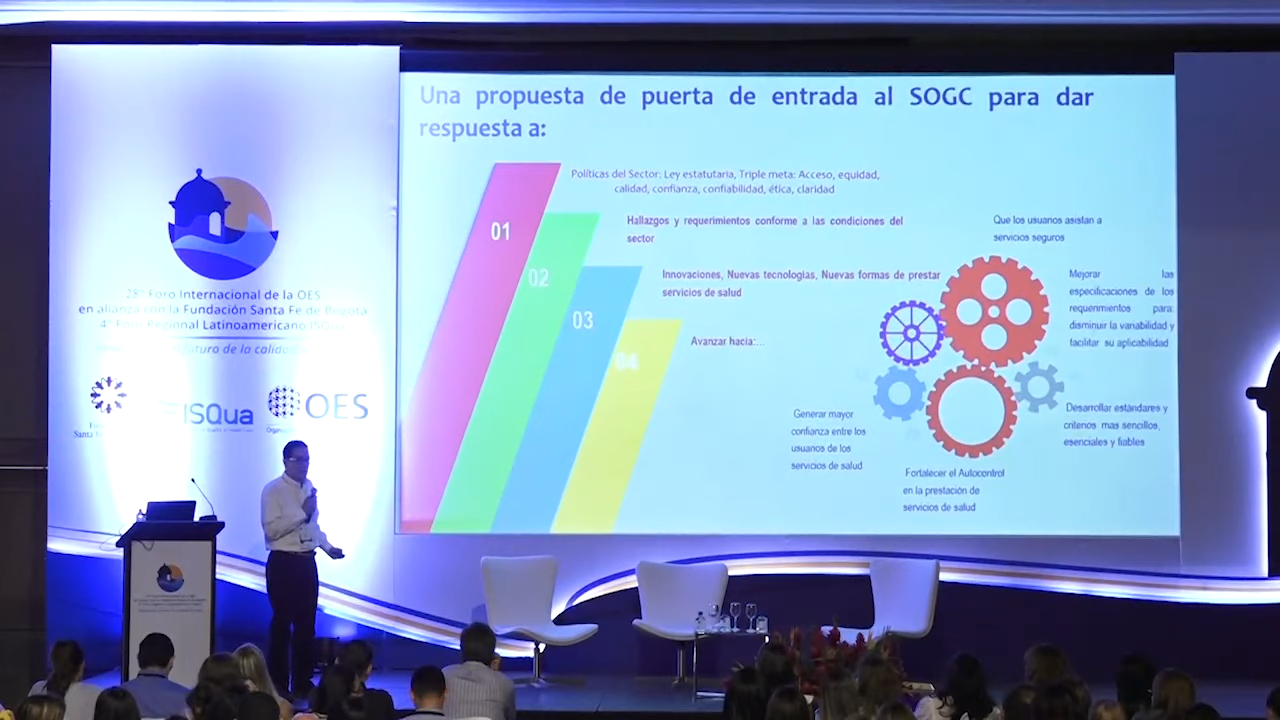 Una propuesta de puerta de entrada al SOGC para dar
respuesta a:
01
Políticas del Sector: Ley estatutaria, Triple meta: Acceso, equidad,
calidad, confianza, confiabilidad, ética, claridad
02
Hallazgos y requerimientos conforme a las condiciones del
sector
03
Innovaciones, Nuevas tecnologias, Nuevas formas de prestar
servicios de salud
04
Avanzar hacia:...
Que los usuarios asistan a
servicios seguros
Mejorar las
especificaciones de los
requerimientos para:
disminuir la variabilidad y
facilitar su aplicabilidad
Desarrollar estándares y
criterios mas sencillos,
esenciales y fiables
Fortalecer el Autocontrol
en la prestación de
servicios de salud
Generar mayor
confianza entre los
usuarios de los
servicios de salud
28° Foro Internacional de la OES
en alianza con la Fundación Santa Fe de Bogotá
4° Foro Regional Latinoamericano ISQua
futuro de la calidad
Santa
ISQua
OES